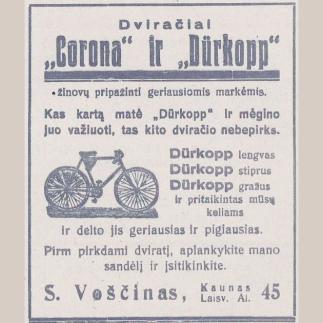 Dviračiai
„Corona“ ir „Dürkopp“
žinovų pripažinti geriausiomis markėmis.
Kas kartą matė „Dürkopp“ ir mėgino
juo važiuoti, tas kito dviračio nebepirks.
Dürkopp lengvas
Dürkopp stiprus
Dürkopp gražus
ir pritaikintas mūsų
keliams
ir delto jis geriausias ir pigiausias.
Pirm pirkdami dviratį, aplankykite mano
sandėlį ir įsitikinkite.
S. Voščinas, Kaunas
Laisv. Al. 45